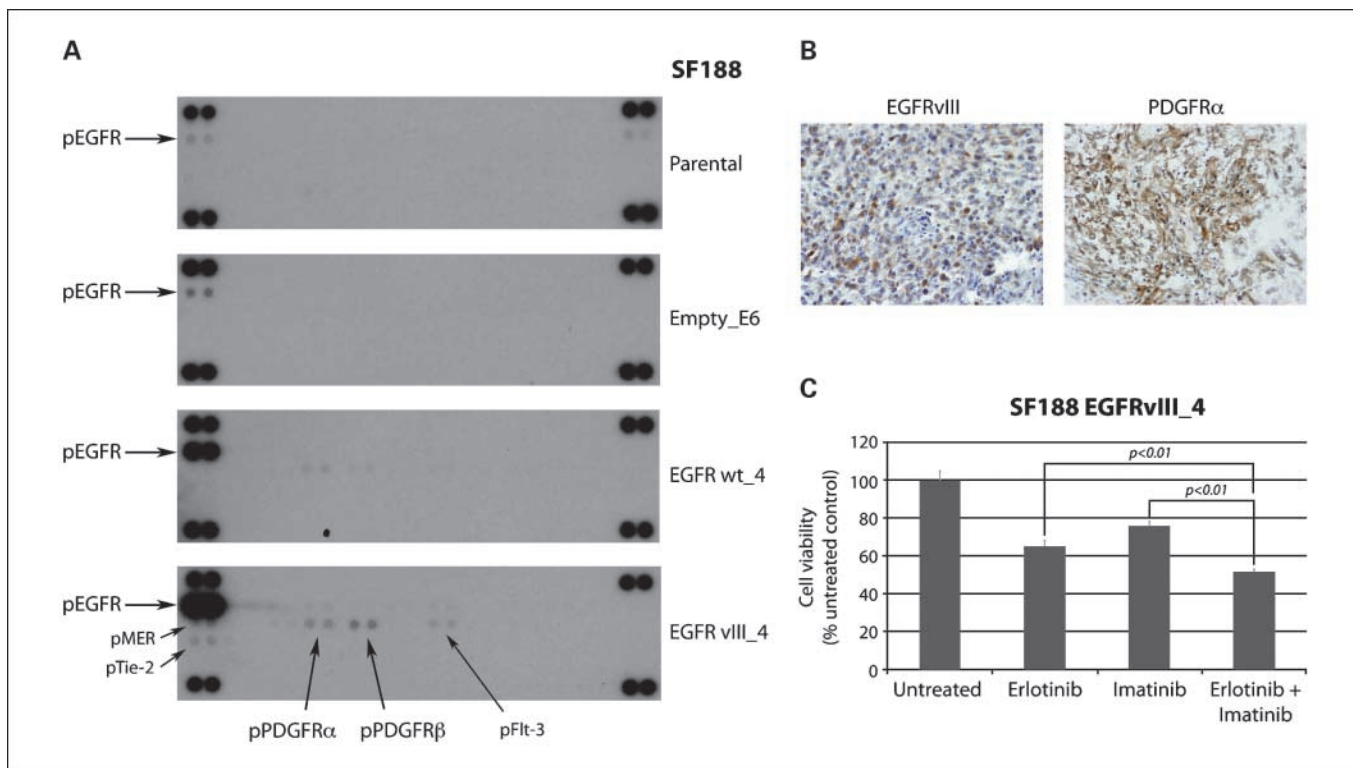 A
SF188
pEGFR
Parental
pEGFR
Empty_E6
pEGFR
EGFR wt_4
pEGFR
pMER
pTie-2
EGFR vIII_4
pPDGFRα
pPDGFRβ
pFlt-3
B
EGFRvIII
PDGFRα
C
SF188 EGFRvIII_4
Cell viability
(% untreated control)
120
100
80
60
40
20
0
p<0.01
p<0.01
Untreated
Erlotinib
Imatinib
Erlotinib +
Imatinib